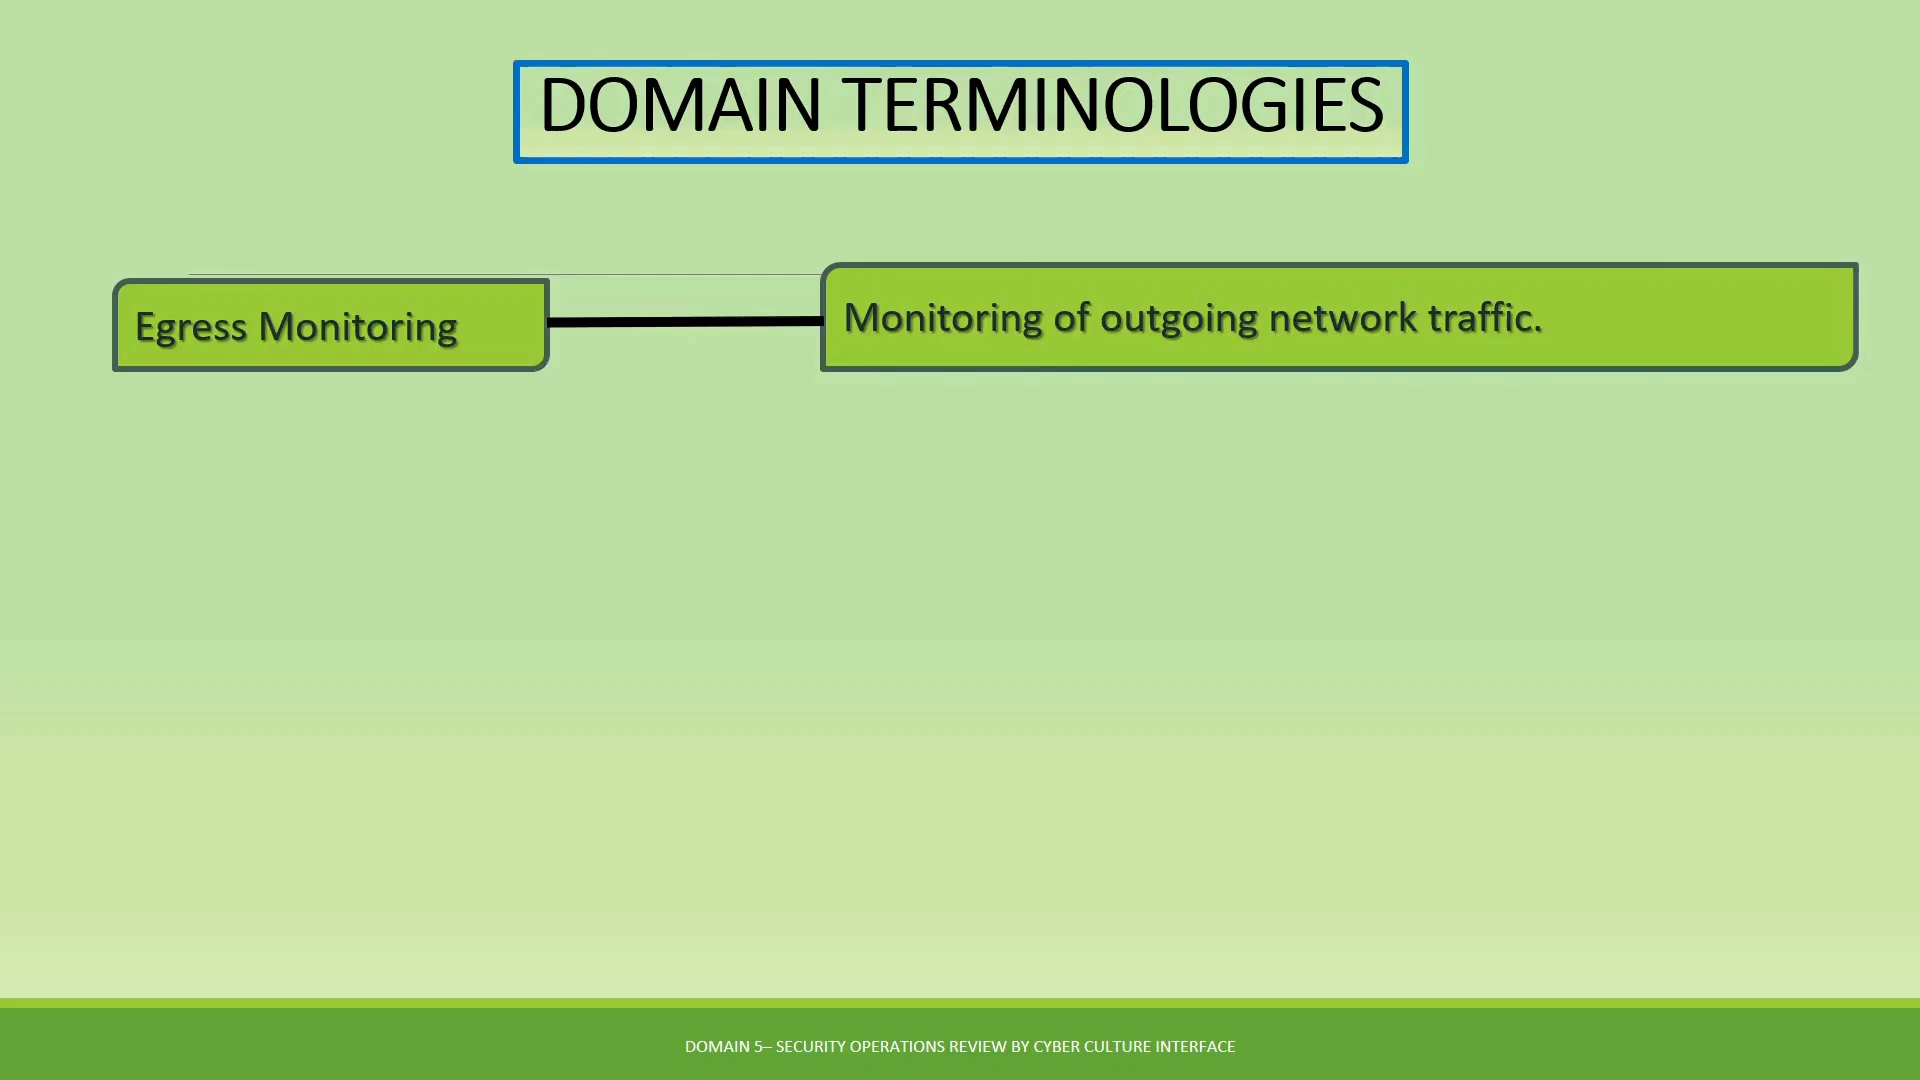 DOMAIN TERMINOLOGIES
Egress Monitoring
Monitoring of outgoing network traffic.
DOMAIN 5– SECURITY OPERATIONS REVIEW BY CYBER CULTURE INTERFACE